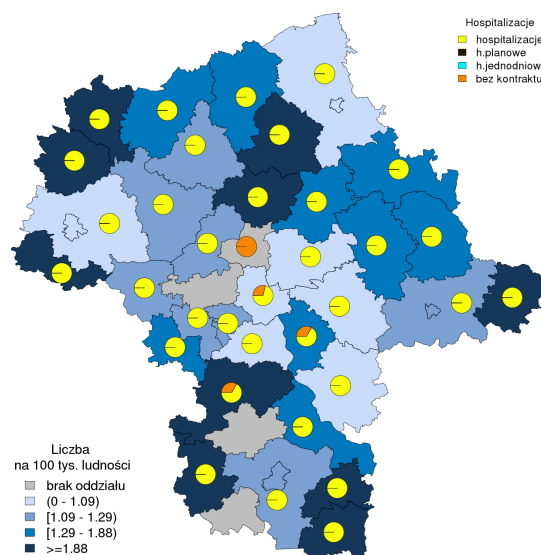 Hospitalizacje
hospitalizacje
h.planowe
h.jednodniowe
bez kontraktu
Liczba
na 100 tys. ludności
brak oddziału
(0 - 1.09)
[1.09 - 1.29)
[1.29 - 1.88)
>=1.88